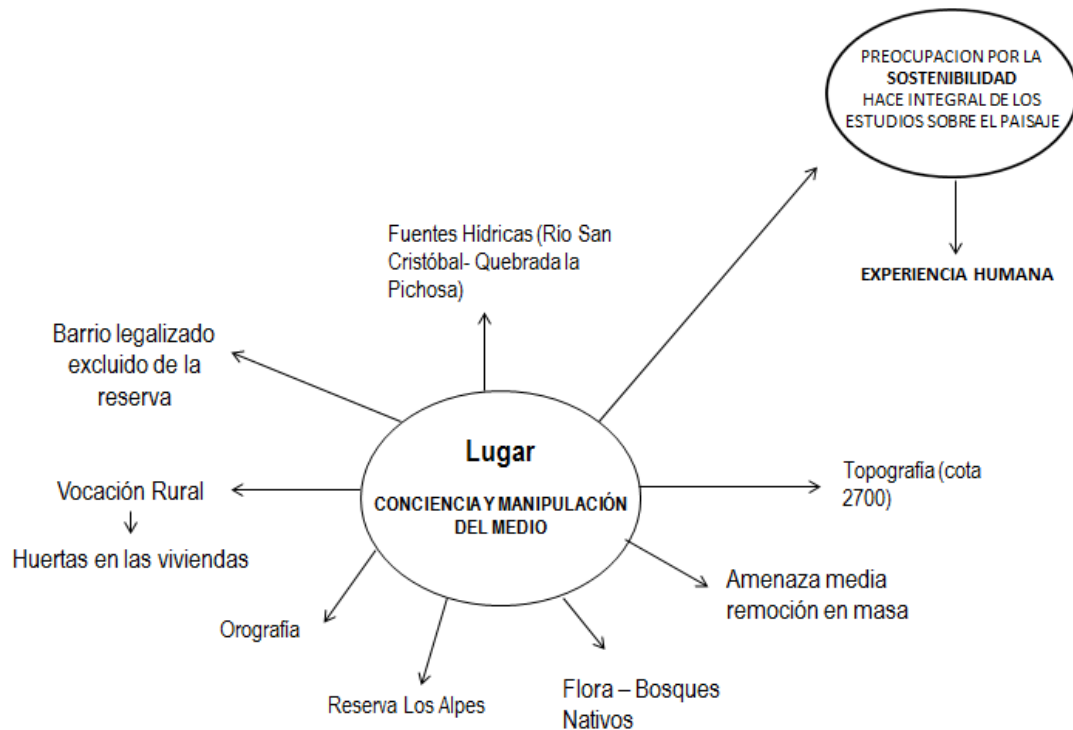 PREOCUPACION POR LA
SOSTENIBILIDAD
HACE INTEGRAL DE LOS
ESTUDIOS SOBRE EL PAISAJE
EXPERIENCIA HUMANA
Fuentes Hídricas (Río San
Cristóbal- Quebrada la
Pichosa)
Barrio legalizado
excluido de la
reserva
Lugar
CONCIENCIA Y MANIPULACIÓN
DEL MEDIO
Topografía (cota
2700)
Vocación Rural
Huertas en las viviendas
Amenaza media
remoción en masa
Orografía
Reserva Los Alpes
Flora – Bosques
Nativos